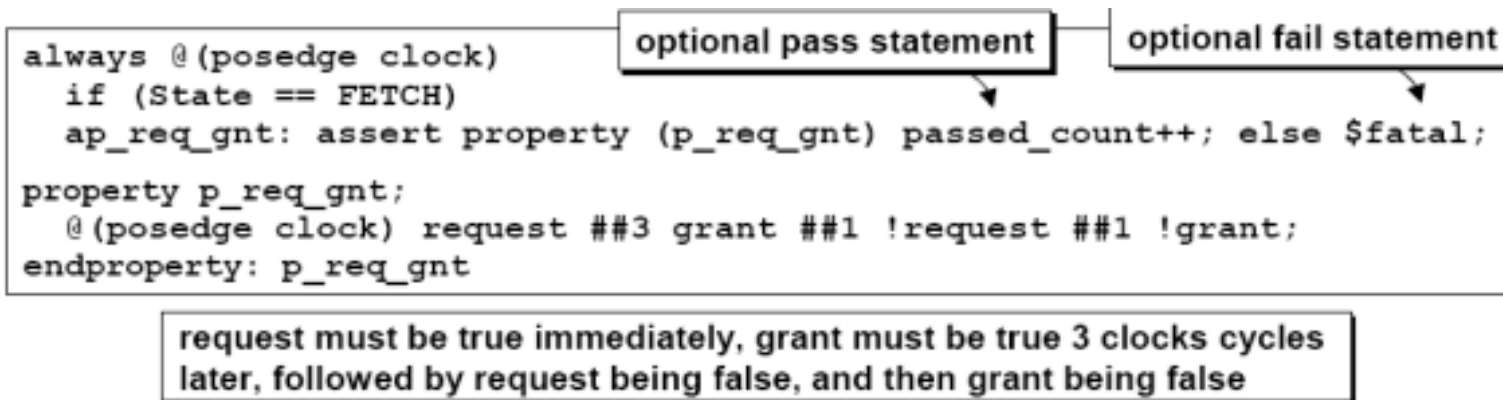 optional pass statement
optional fail statement
always @(posedge clock)
if (State == FETCH)
ap_req_gnt: assert property (p_req_gnt) passed_count++; else $fatal;
property p_req_gnt;
@(posedge clock) request ##3 grant ##1 !request ##1 !grant;
endproperty: p_req_gnt
request must be true immediately, grant must be true 3 clocks cycles
later, followed by request being false, and then grant being false